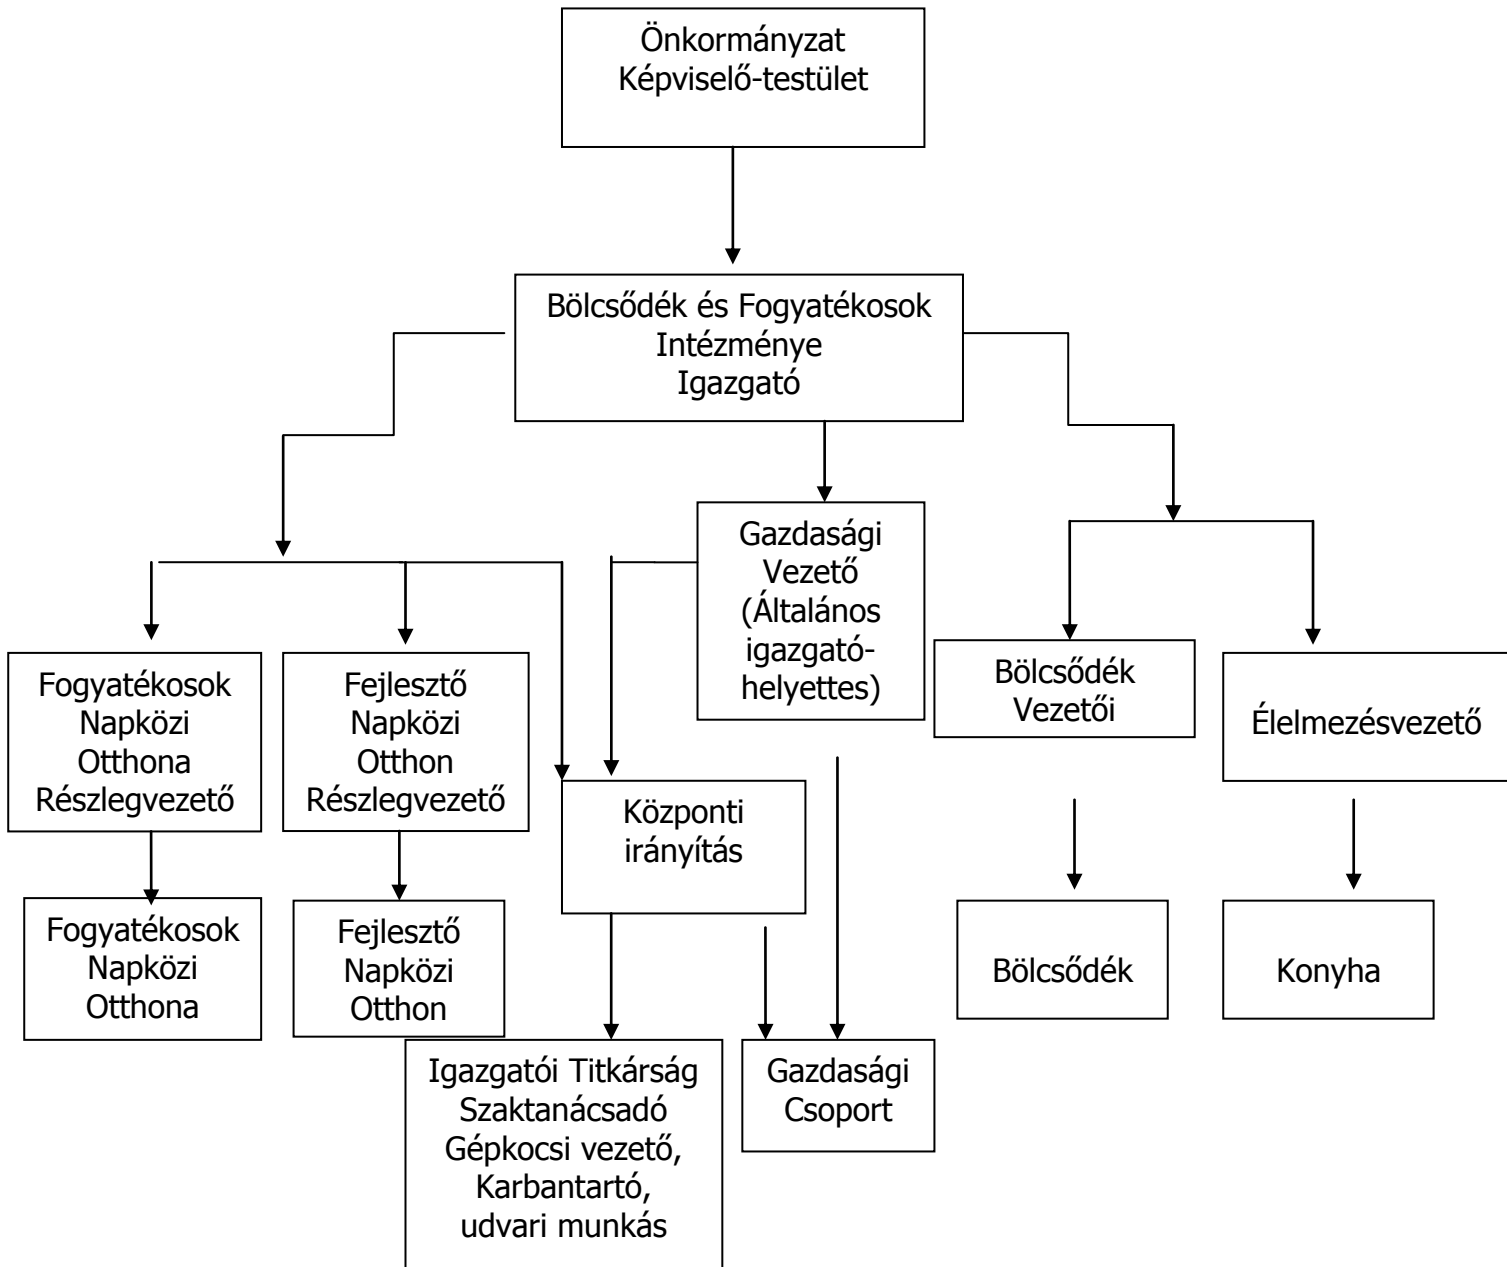 Önkormányzat
Képviselő-testület
Bölcsődék és Fogyatékosok
Intézménye
Igazgató
Gazdasági
Vezető
(Általános
igazgató-
helyettes)
Fogyatékosok
Napközi
Otthona
Részlegvezető
Fejlesztő
Napközi
Otthon
Részlegvezető
Központi
irányítás
Bölcsődék
Vezetői
Élelmezésvezető
Fogyatékosok
Napközi
Otthona
Fejlesztő
Napközi
Otthon
Bölcsődék
Konyha
Igazgatói Titkárság
Szaktanácsadó
Gépkocsi vezető,
Karbantartó,
udvari munkás
Gazdasági
Csoport